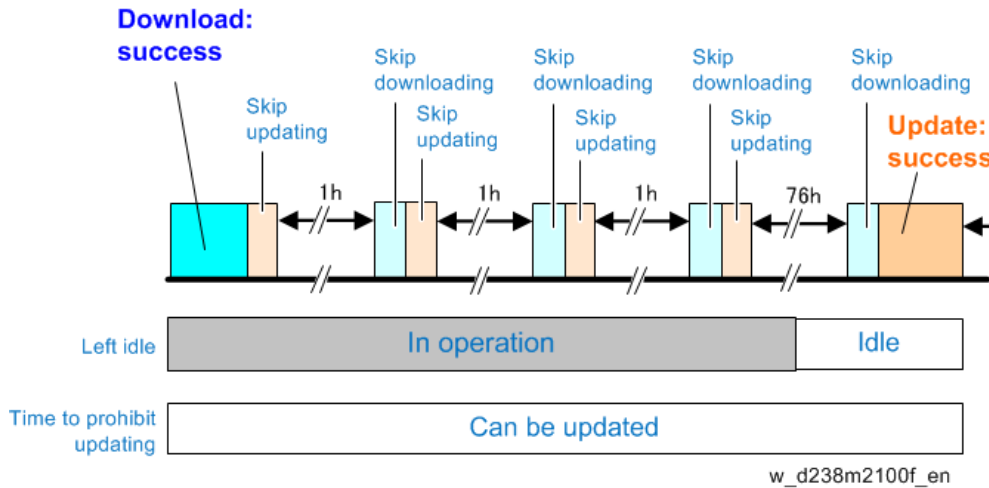 Download:
success
Skip
updating
Skip
downloading
Skip
updating
Skip
downloading
Skip
updating
Skip
downloading
Skip
updating
Skip
downloading
Update:
success
1h
1h
1h
76h
Left idle
In operation
Idle
Time to prohibit
updating
Can be updated
w_d238m2100f_en